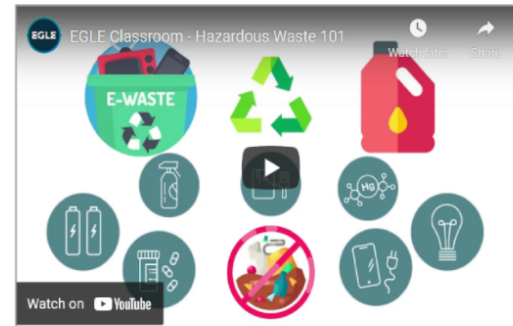 EGLE
EGLE Classroom - Hazardous Waste 101
Watch later
Share
E-WASTE
Hg
Watch on YouTube